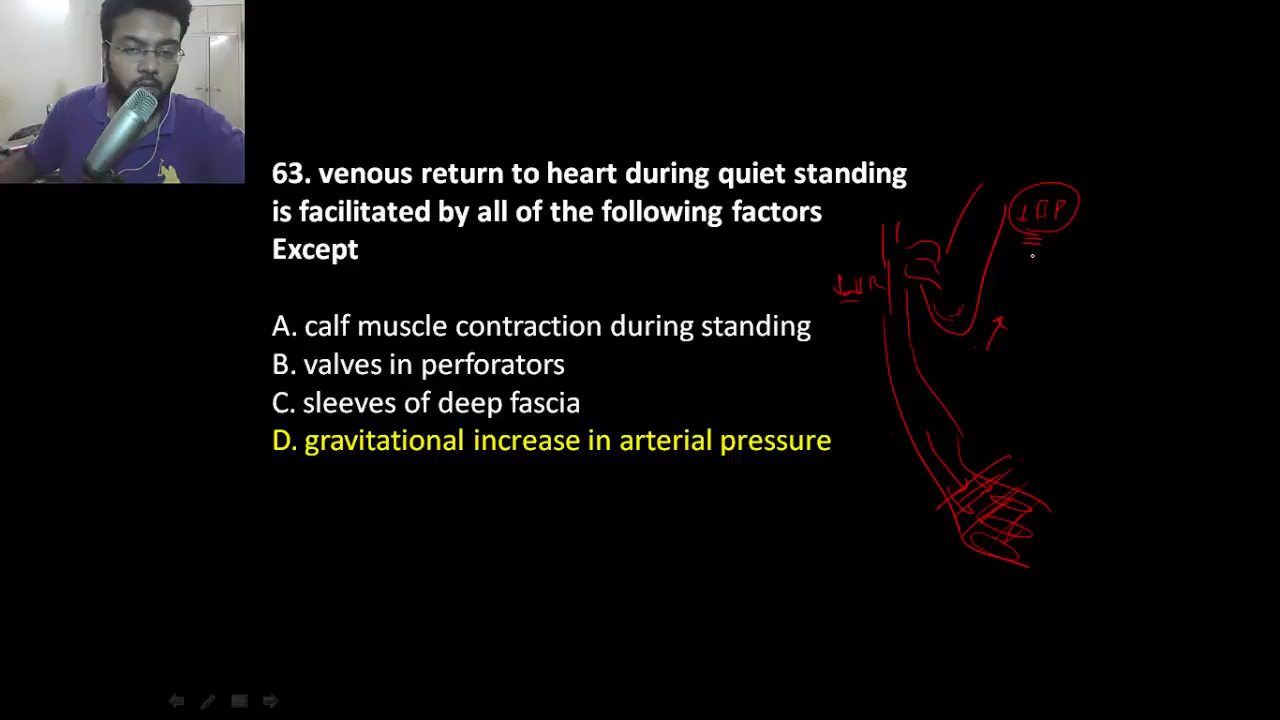 63. venous return to heart during quiet standing
is facilitated by all of the following factors
Except
A. calf muscle contraction during standing
B. valves in perforators
C. sleeves of deep fascia
D. gravitational increase in arterial pressure